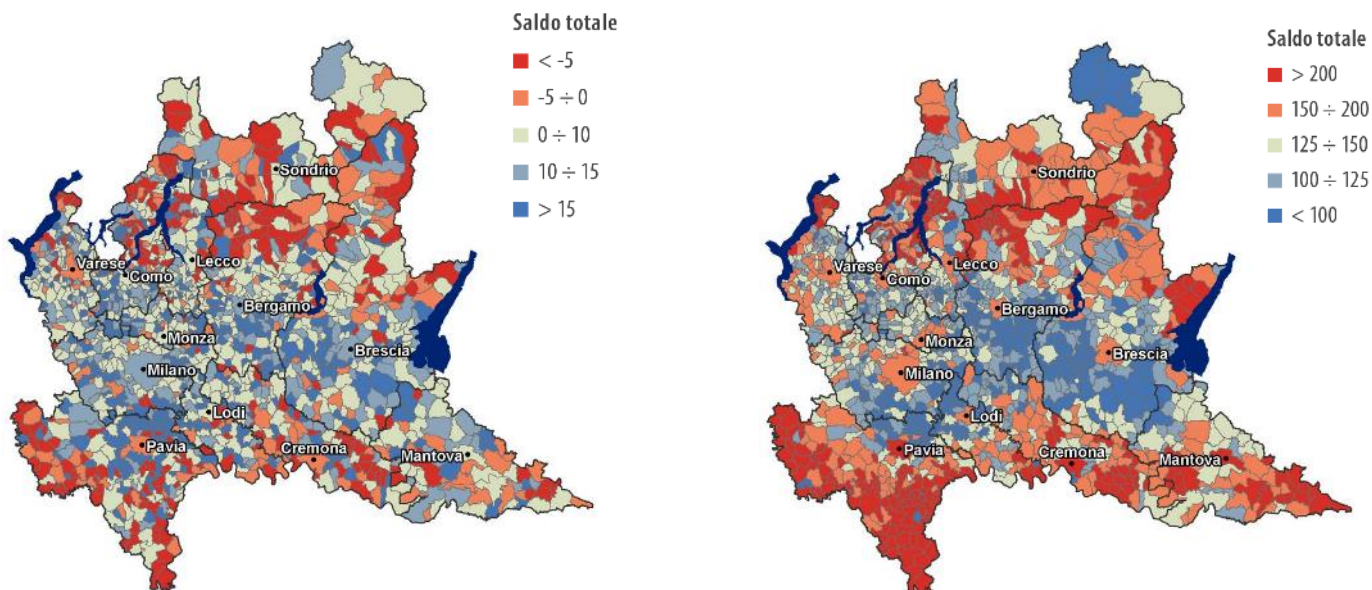 Saldo totale
< -5
-5 ÷ 0
0 ÷ 10
10 ÷ 15
> 15
Sondrio
Varese
Como
Lecco
Bergamo
Monza
Brescia
Milano
Lodi
Pavia
Cremona
Mantova
Saldo totale
> 200
150 ÷ 200
125 ÷ 150
100 ÷ 125
< 100
Sondrio
Varese
Como
Lecco
Bergamo
Monza
Brescia
Milano
Lodi
Pavia
Cremona
Mantova